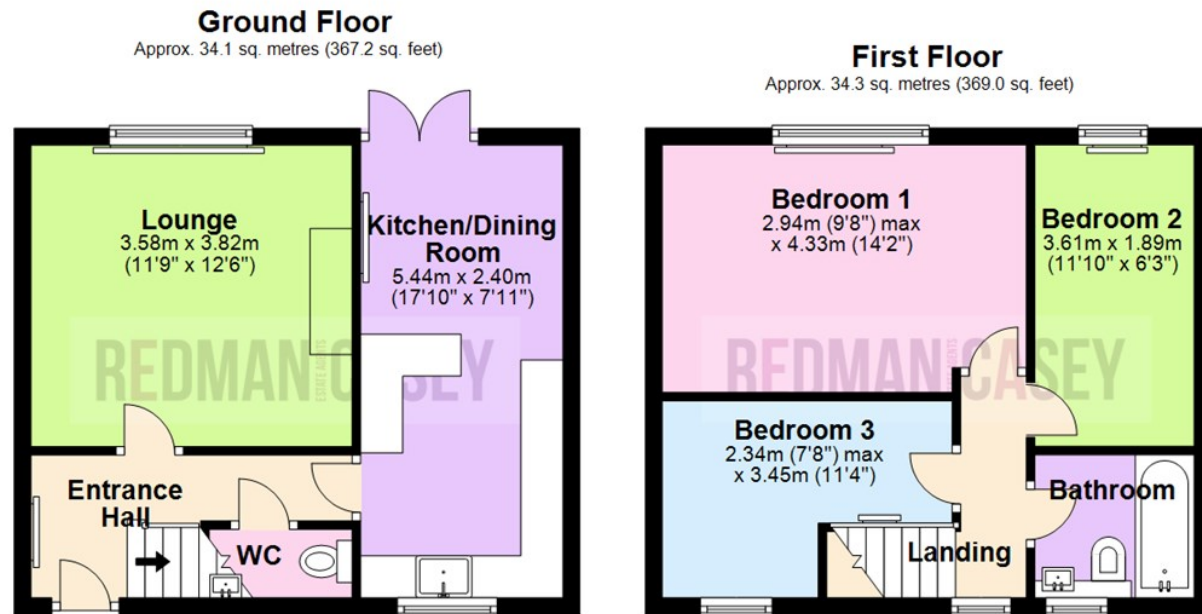 Ground Floor
Approx. 34.1 sq. metres (367.2 sq. feet)
Lounge
3.58m x 3.82m
(11'9" x 12'6")
Kitchen/Dining
Room
5.44m x 2.40m
(17'10" x 7'11")
REDMAN CASEY
ESTATE AGENTS
Entrance
Hall
WC
First Floor
Approx. 34.3 sq. metres (369.0 sq. feet)
Bedroom 1
2.94m (9'8") max
x 4.33m (14'2")
Bedroom 2
3.61m x 1.89m
(11'10" x 6'3")
REDMAN CASEY
ESTATE AGENTS
Bedroom 3
2.34m (7'8") max
x 3.45m (11'4")
Bathroom
Landing